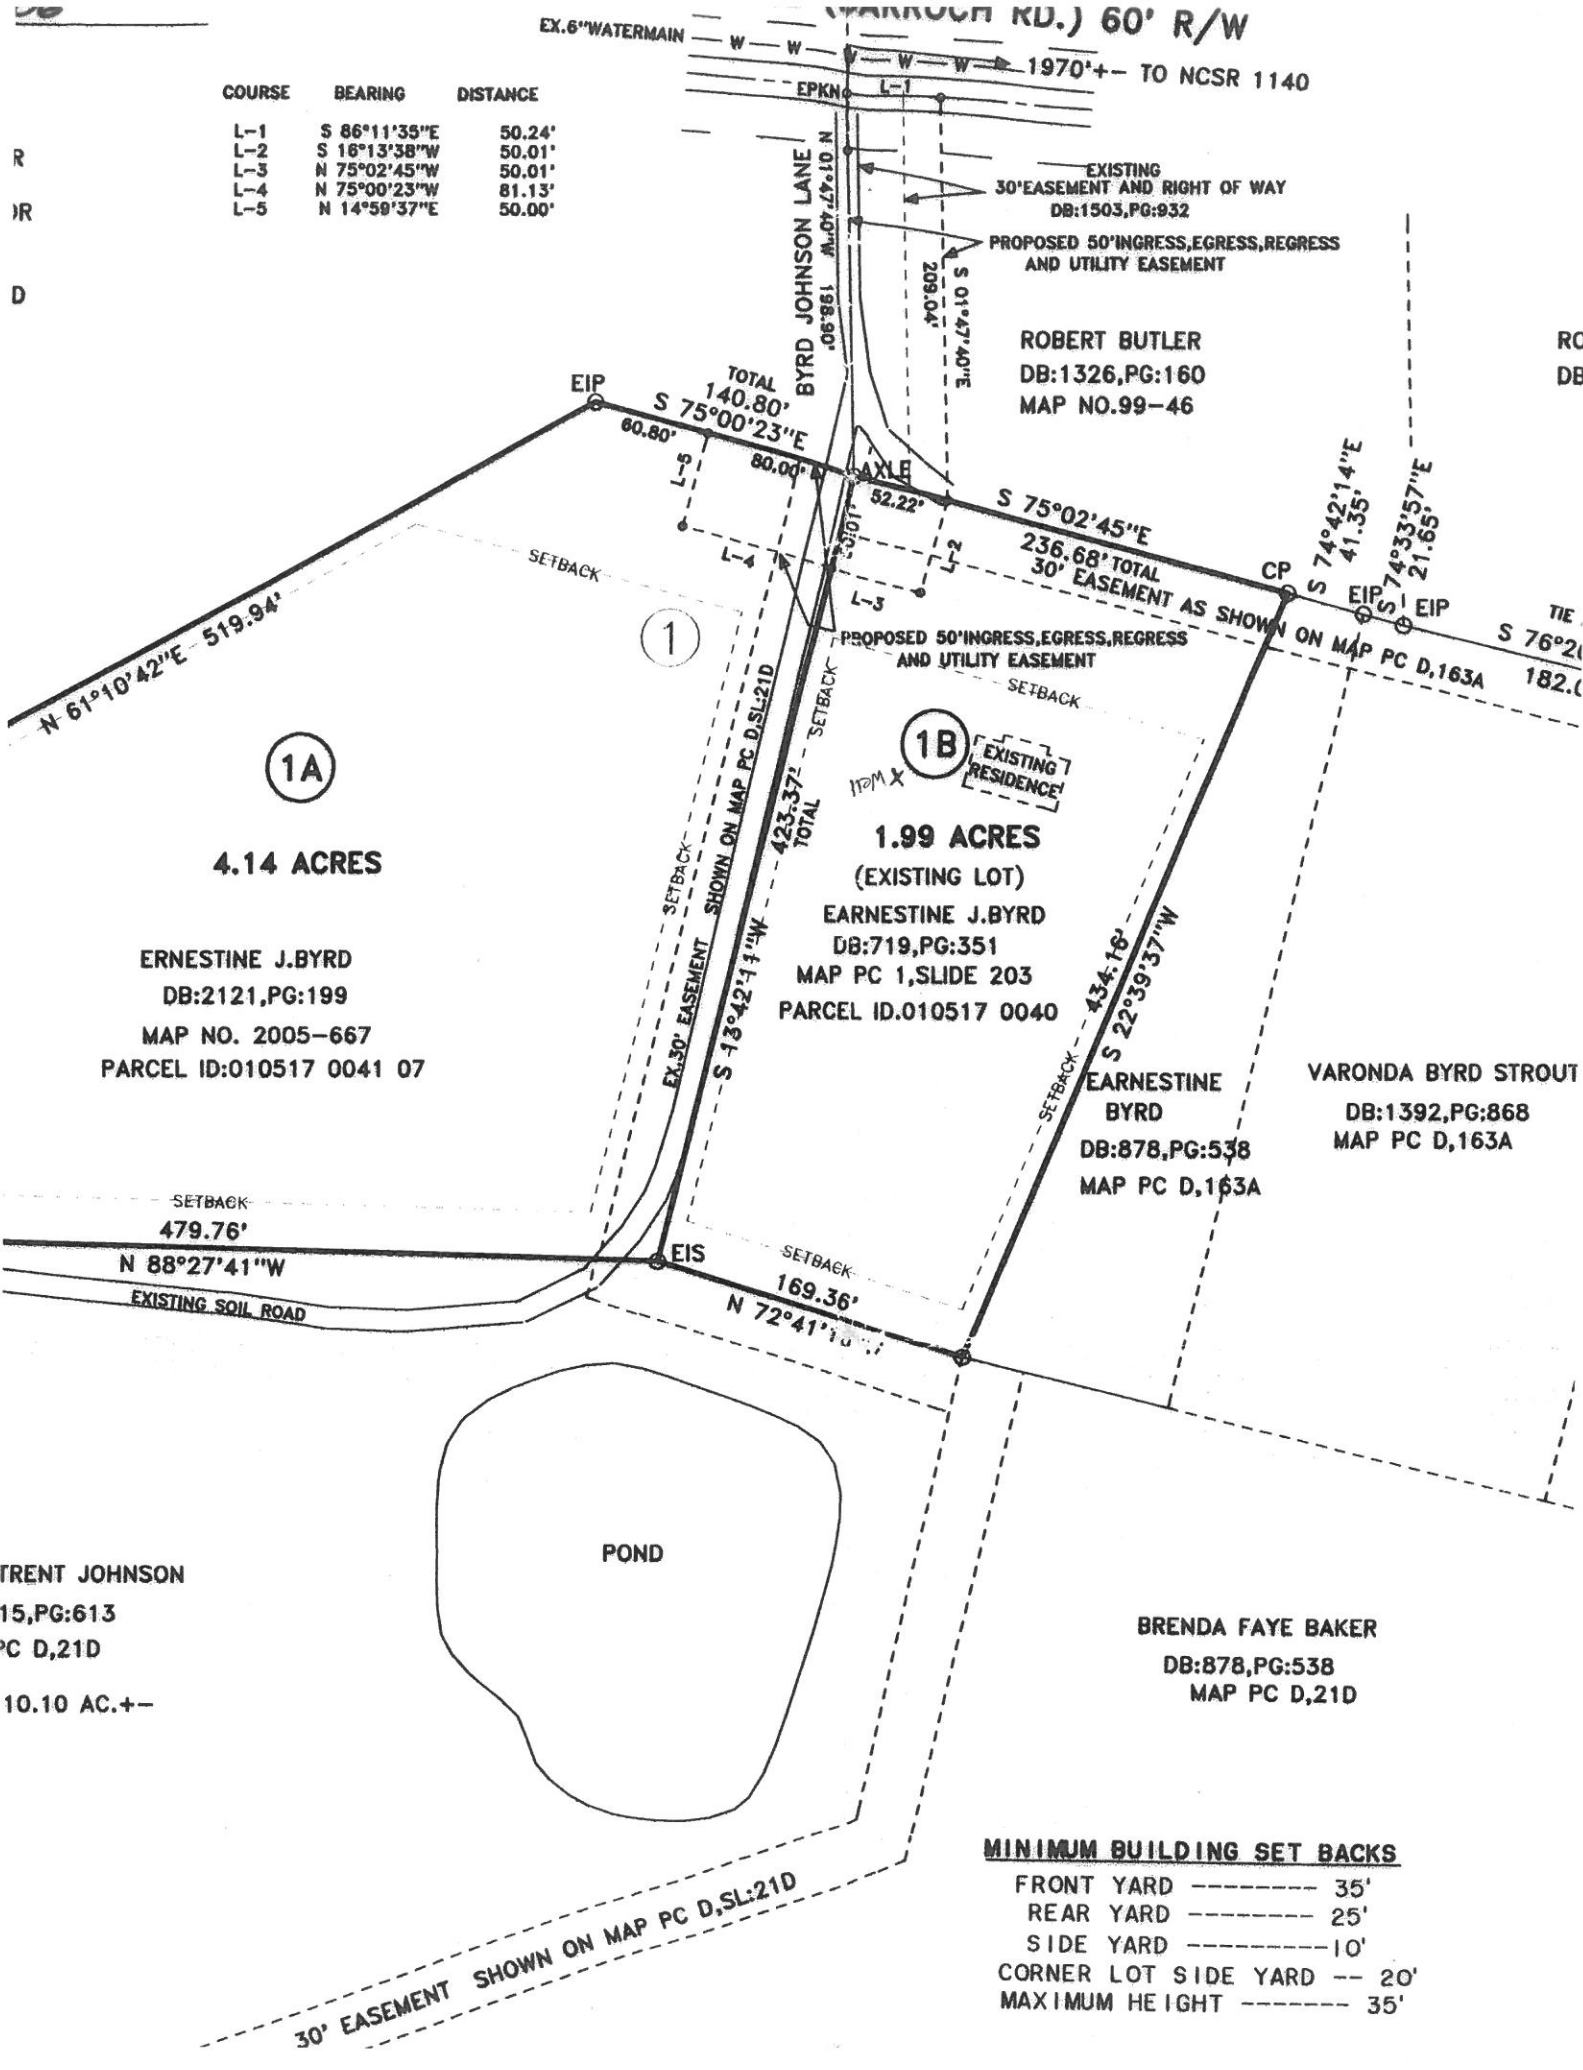 (   RD.) 60' R/W
EX.6"WATERMAIN
W W
W W W
1970'+- TO NCSR 1140
EPKN
L-1
COURSE BEARING DISTANCE
L-1 S 86°11'35"E 50.24'
L-2 S 16°13'38"W 50.01'
L-3 N 75°02'45"W 50.01'
L-4 N 75°00'23"W 81.13'
L-5 N 14°59'37"E 50.00'
R
R
D
BYRD JOHNSON LANE
N 01°47'40"W 198.90'
EXISTING
30'EASEMENT AND RIGHT OF WAY
DB:1503,PG:932
PROPOSED 50'INGRESS,EGRESS,REGRESS
AND UTILITY EASEMENT
S 01°47'40"E
209.04'
ROBERT BUTLER
DB:1326,PG:160
MAP NO.99-46
RO
DB
EIP
TOTAL
140.80'
S 75°00'23"E
60.80'
80.00'
L-5
AXLE
52.22'
L-4
L-3
L-2
S 75°02'45"E
236.68' TOTAL
30' EASEMENT AS SHOWN ON MAP PC D,163A
CP
S 74°42'14"E
41.35'
S 74°33'57"E
21.65'
EIP
EIP
TIE
S 76°2
182.
SETBACK
1
PROPOSED 50'INGRESS,EGRESS,REGRESS
AND UTILITY EASEMENT
SETBACK
SETBACK
N 61°10'42"E 519.94'
1A
4.14 ACRES
ERNESTINE J.BYRD
DB:2121,PG:199
MAP NO. 2005-667
PARCEL ID:010517 0041 07
SETBACK
EX.30' EASEMENT SHOWN ON MAP PC D,SL:21D
423.37'
TOTAL
S 13°42'11"W
1B
EXISTING
RESIDENCE
1.99 ACRES
(EXISTING LOT)
EARNESTINE J.BYRD
DB:719,PG:351
MAP PC 1,SLIDE 203
PARCEL ID.010517 0040
434.16'
S 22°39'37"W
SETBACK
EARNESTINE
BYRD
DB:878,PG:538
MAP PC D,163A
VARONDA BYRD STROUT
DB:1392,PG:868
MAP PC D,163A
SETBACK
479.76'
N 88°27'41"W
EXISTING SOIL ROAD
EIS
SETBACK
169.36'
N 72°41'
POND
TRENT JOHNSON
15,PG:613
PC D,21D
10.10 AC.+-
BRENDA FAYE BAKER
DB:878,PG:538
MAP PC D,21D
30' EASEMENT SHOWN ON MAP PC D,SL:21D
MINIMUM BUILDING SET BACKS
FRONT YARD --------- 35'
REAR YARD --------- 25'
SIDE YARD ----------10'
CORNER LOT SIDE YARD -- 20'
MAXIMUM HEIGHT ------- 35'